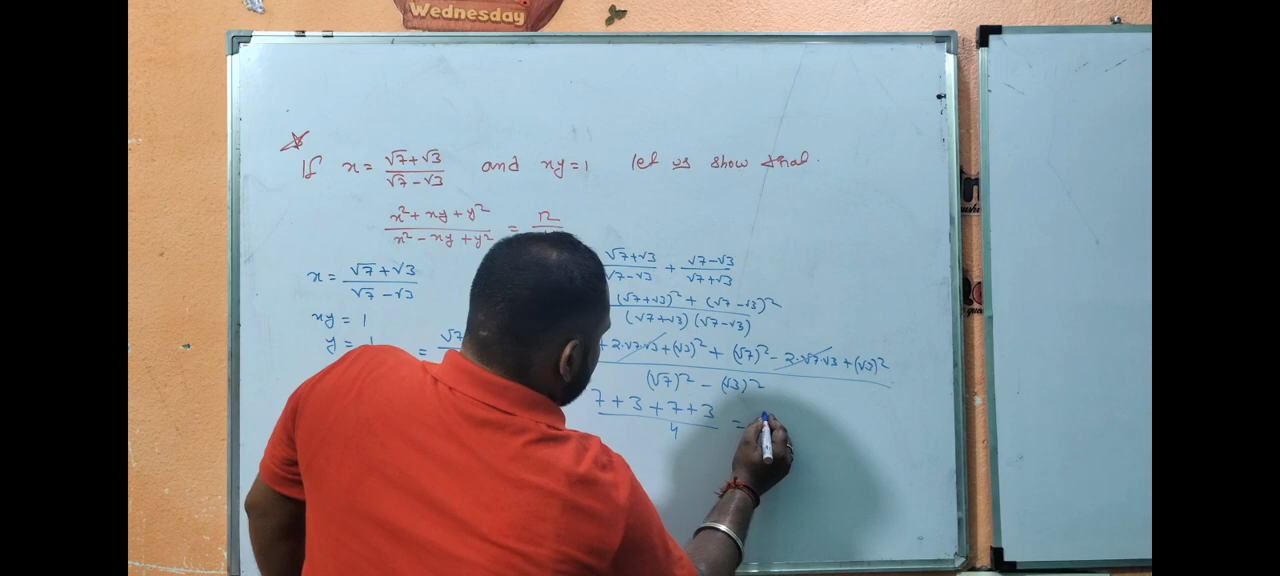 Wednesday
If x = √7+√3 / √7-√3 and xy = 1 let us show that.
x² + xy + y² / x² - xy + y² = 12
x = √7+√3 / √7-√3
xy = 1
y = 1
= √7
√7+√3 / √7-√3 + √7-√3 / √7+√3
(√7+√3)² + (√7-√3)² / (√7+√3)(√7-√3)
+ 2·√7·√3 + (√3)² + (√7)² - 2·√7·√3 + (√3)² / (√7)² - (√3)²
7 + 3 + 7 + 3 / 4 =